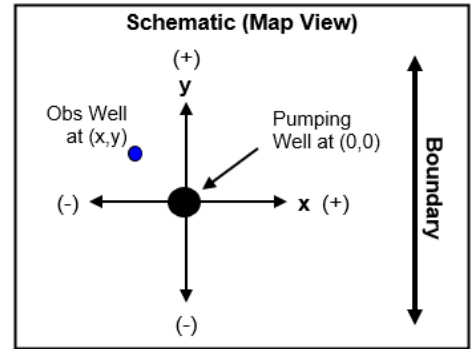 Schematic (Map View)
(+)
y
Obs Well
at (x,y)
Pumping
Well at (0,0)
(-)
x (+)
(-)
Boundary